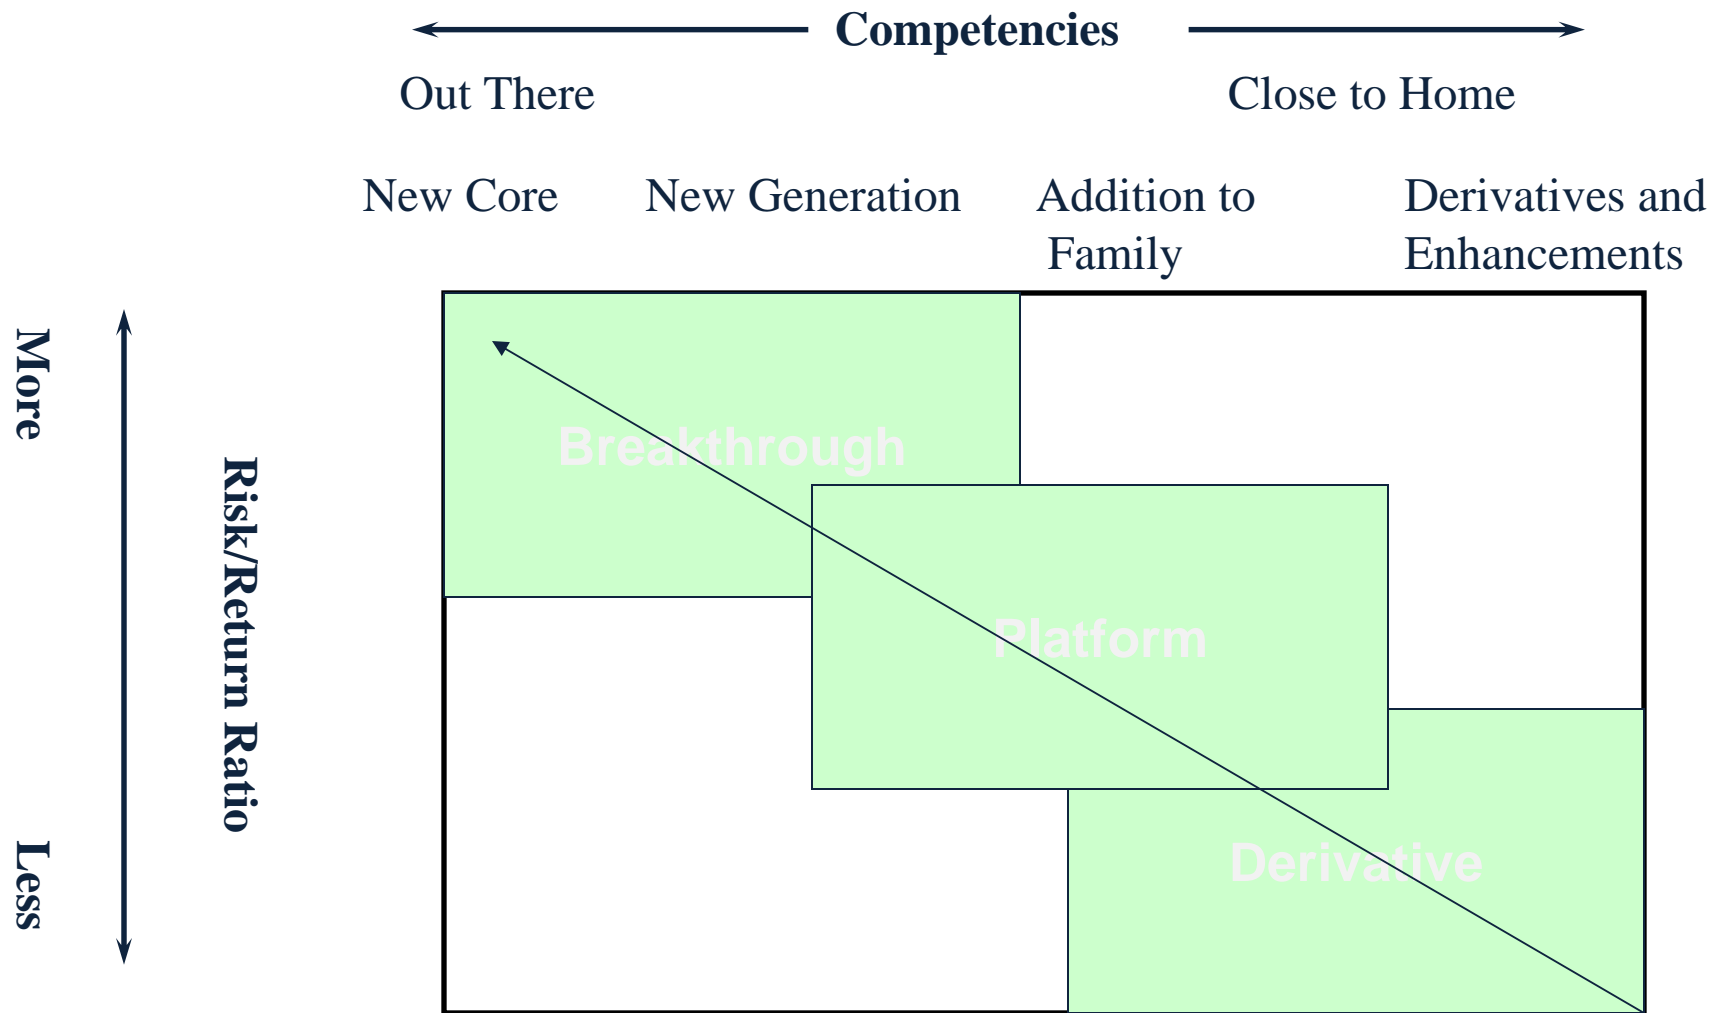 Competencies
Out There
Close to Home
New Core
New Generation
Addition to
Family
Derivatives and
Enhancements
More
Risk/Return Ratio
Less
Breakthrough
Platform
Derivative